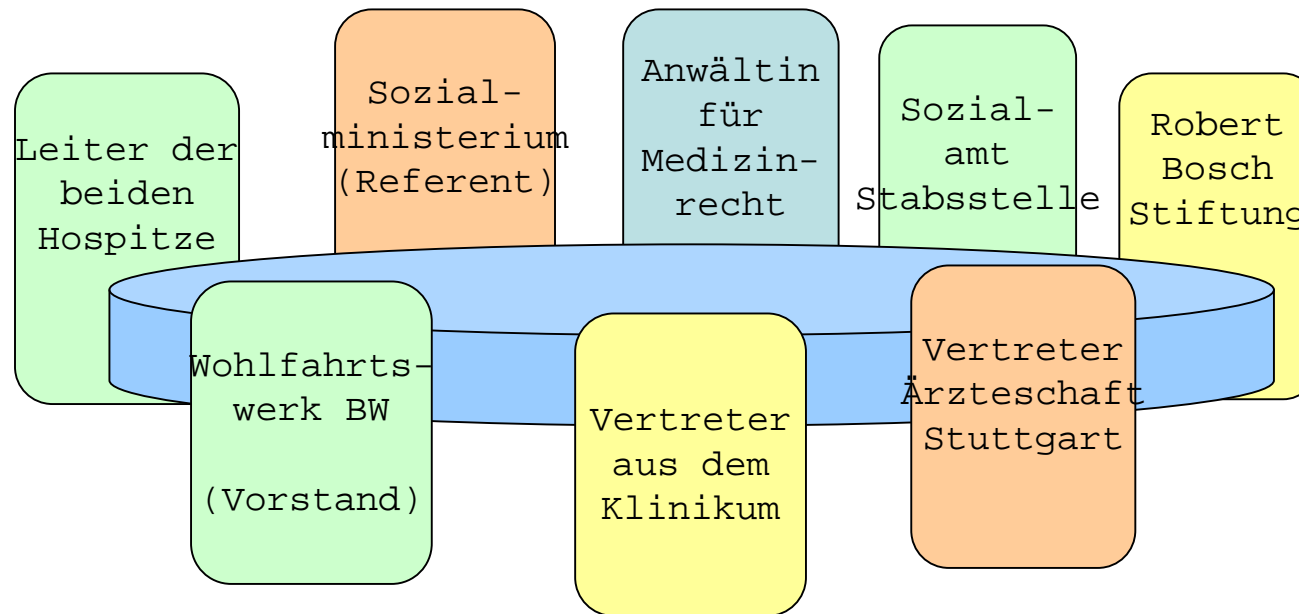 Leiter der
beiden
Hospitze
Sozial-
ministerium
(Referent)
Anwältin
für
Medizin-
recht
Sozial-
amt
Stabsstelle
Robert
Bosch
Stiftung
Wohlfahrts-
werk BW
(Vorstand)
Vertreter
aus dem
Klinikum
Vertreter
Ärzteschaft
Stuttgart